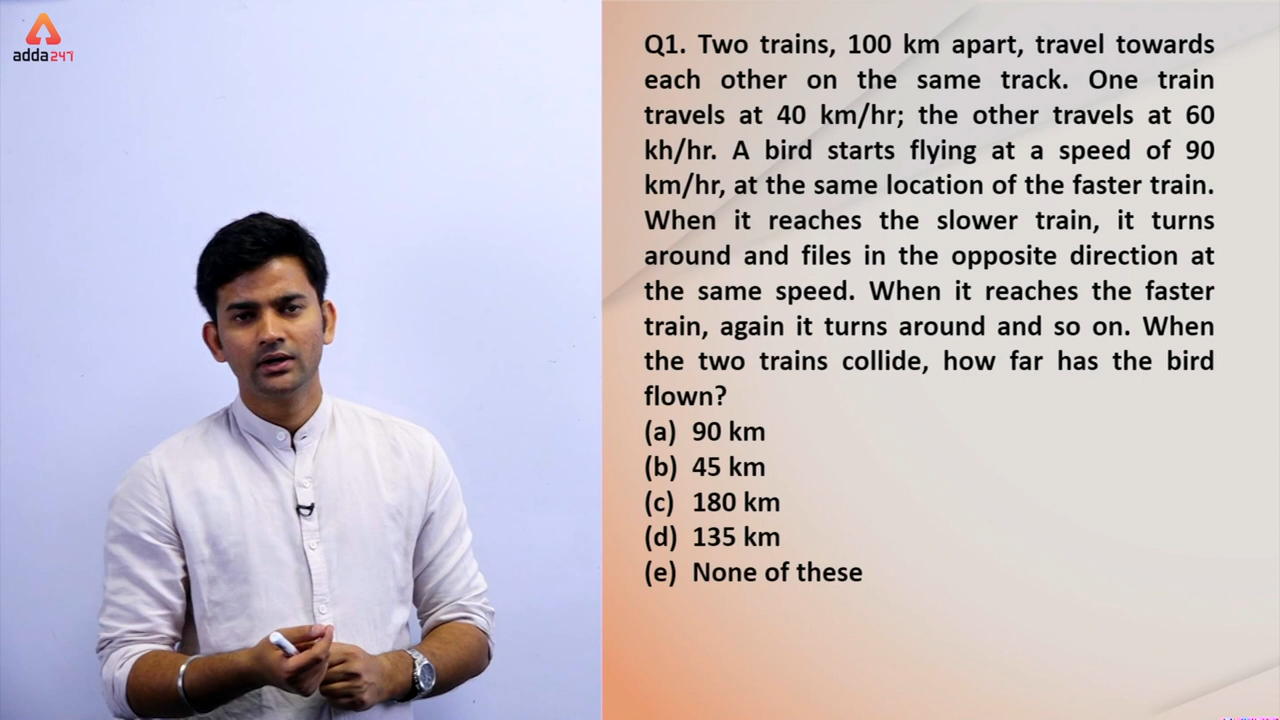 adda247
Q1. Two trains, 100 km apart, travel towards
each other on the same track. One train
travels at 40 km/hr; the other travels at 60
kh/hr. A bird starts flying at a speed of 90
km/hr, at the same location of the faster train.
When it reaches the slower train, it turns
around and files in the opposite direction at
the same speed. When it reaches the faster
train, again it turns around and so on. When
the two trains collide, how far has the bird
flown?
(a) 90 km
(b) 45 km
(c) 180 km
(d) 135 km
(e) None of these